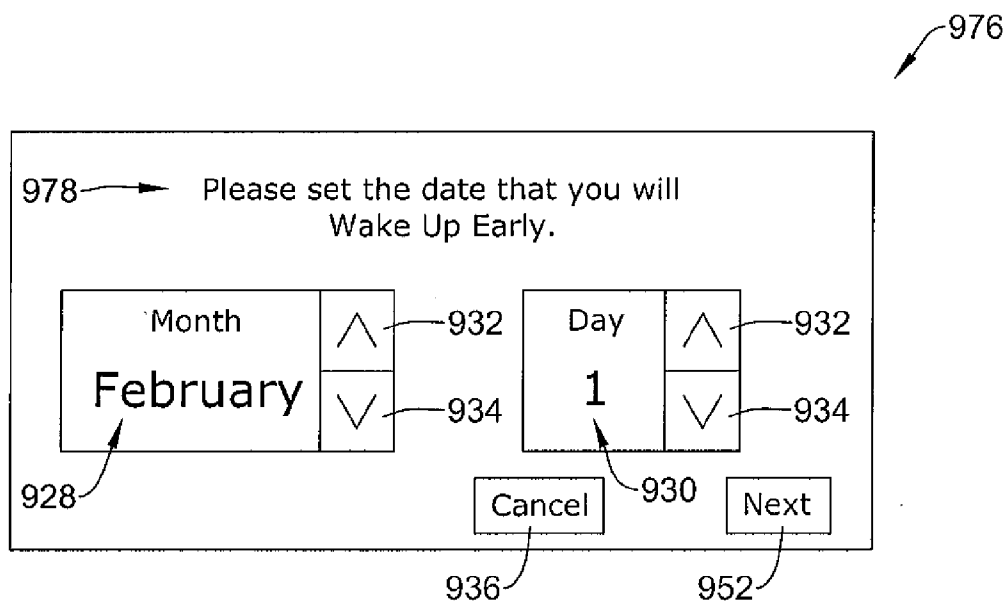 976
978 Please set the date that you will
Wake Up Early.
Month 932 Day 932
February 934 1 934
928 930
Cancel Next
936 952